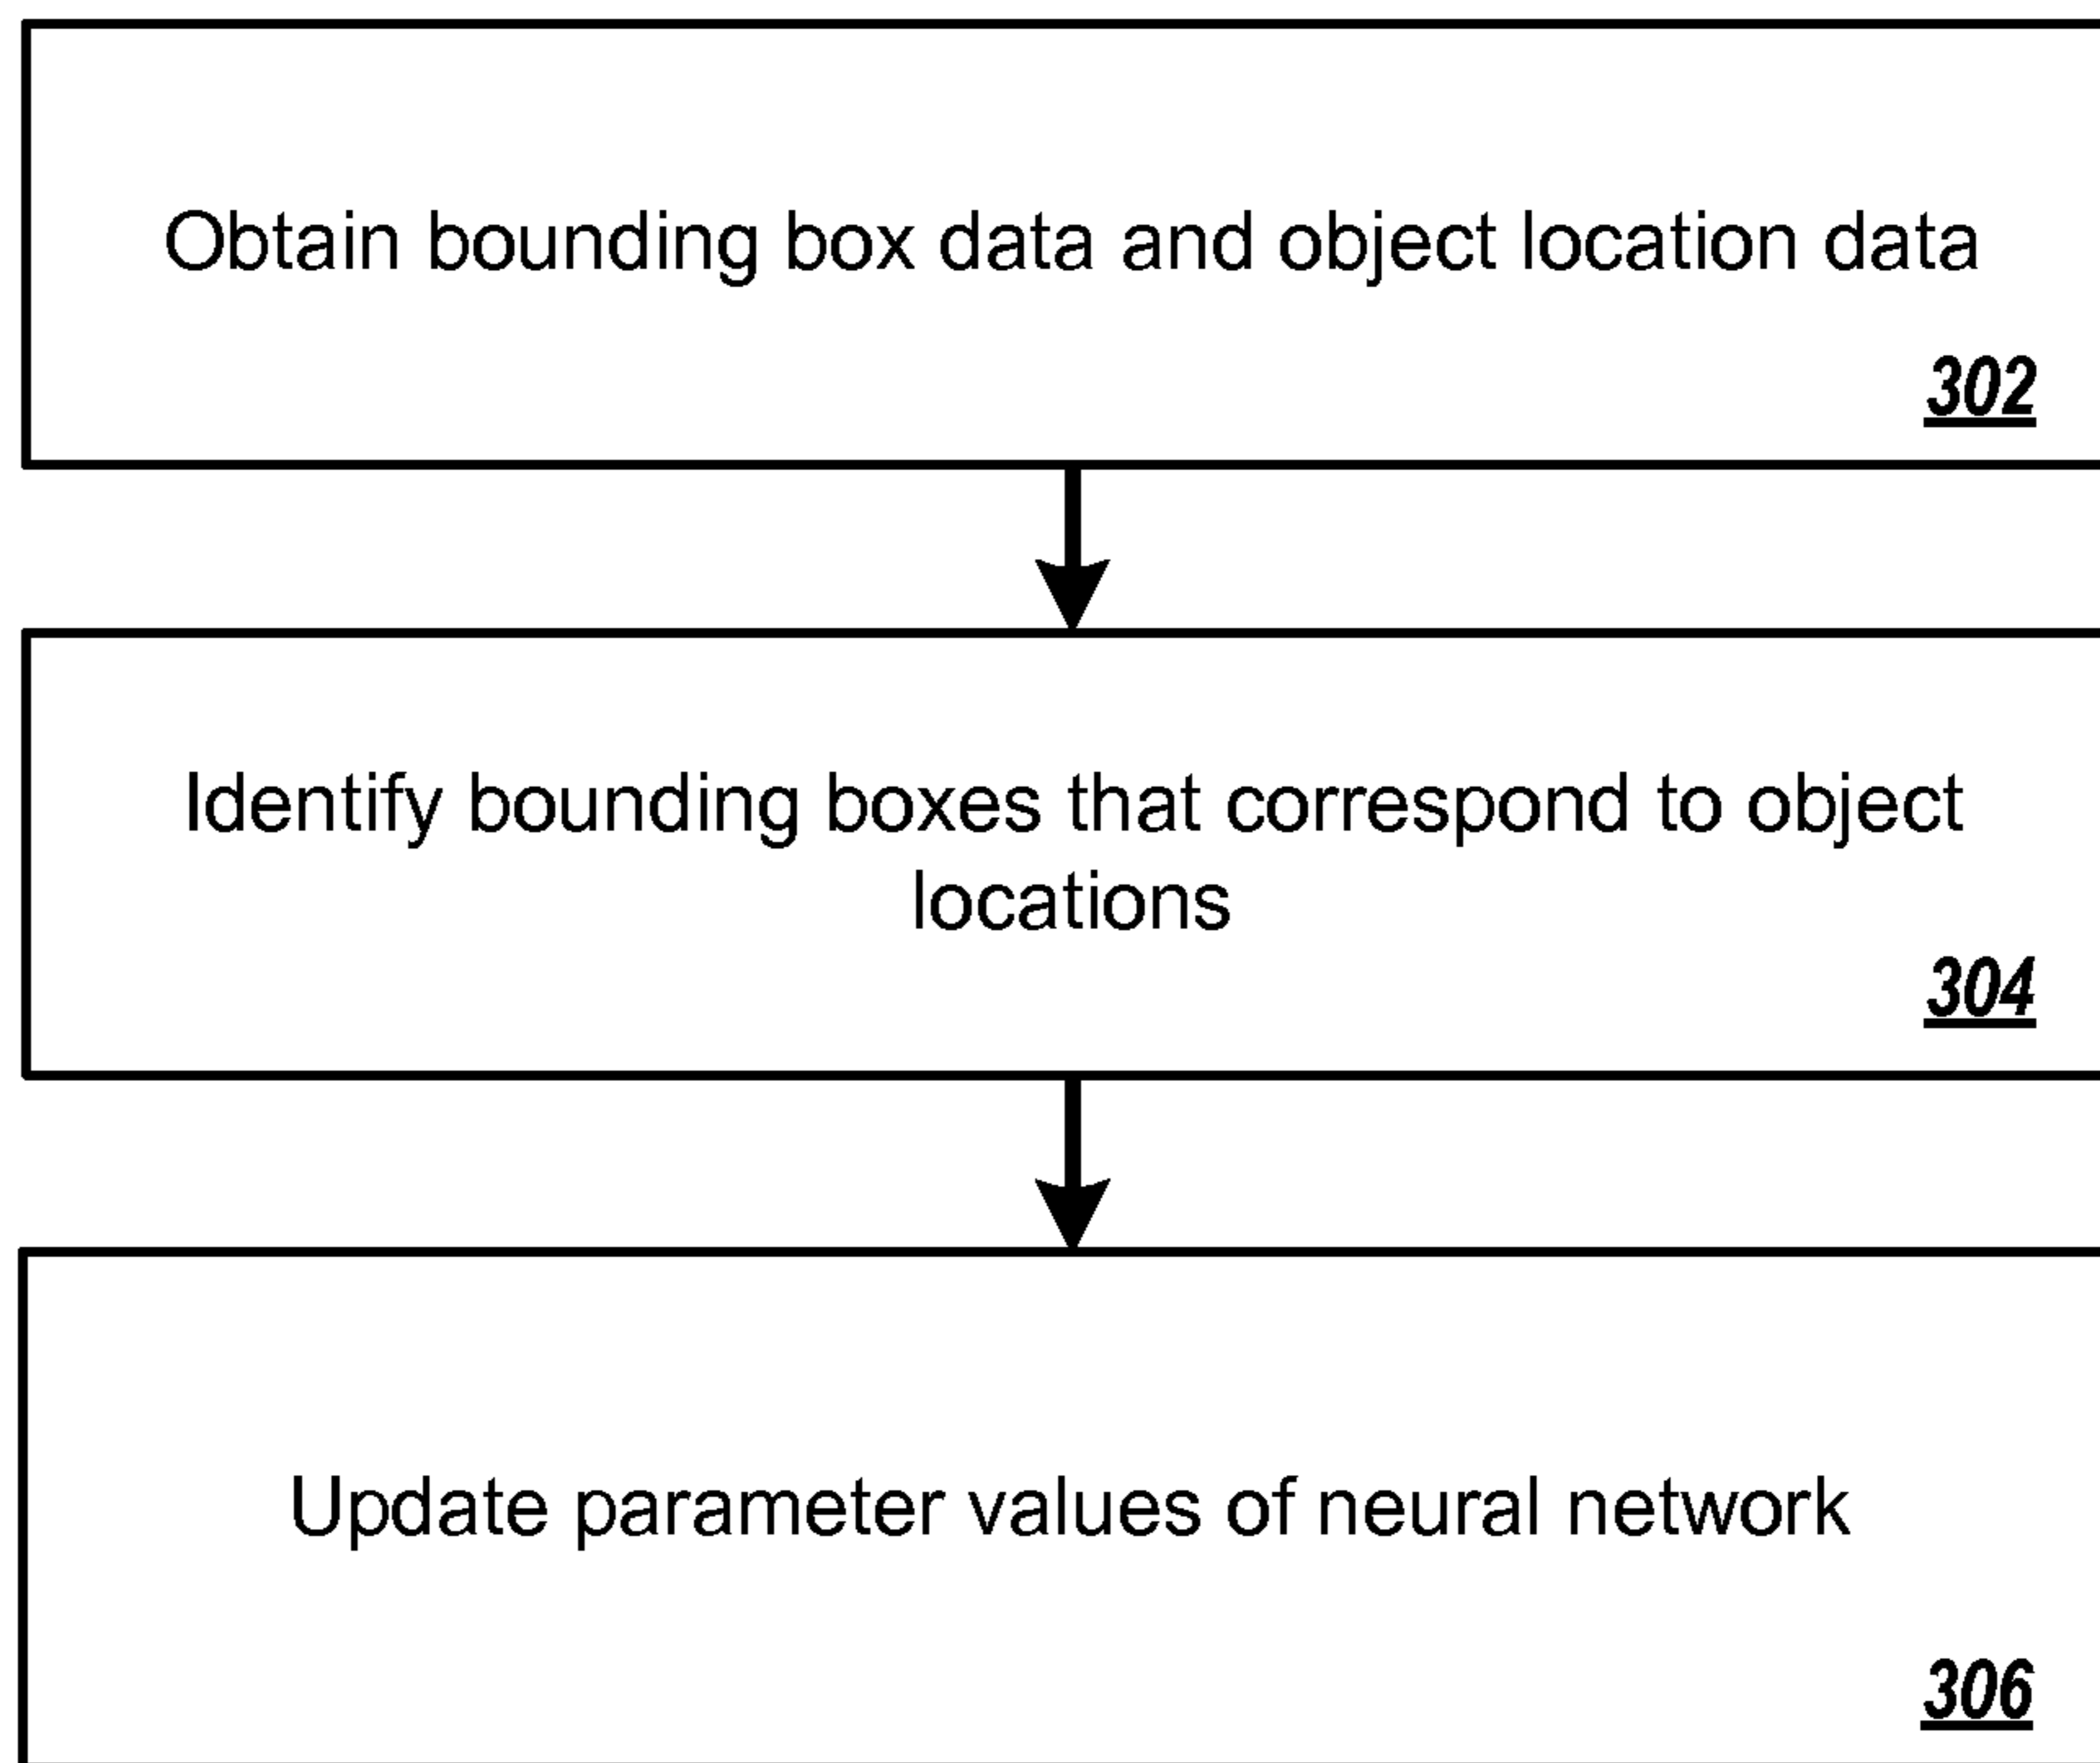 Obtain bounding box data and object location data
302
Identify bounding boxes that correspond to object
locations
304
Update parameter values of neural network
306